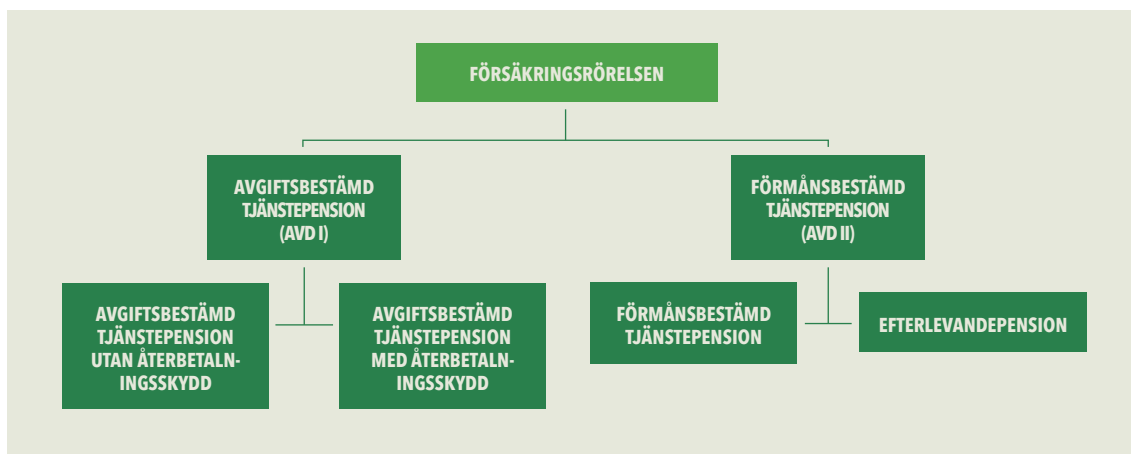 FÖRSÄKRINGSRÖRELSEN
AVGIFTSBESTÄMD
TJÄNSTEPENSION
(AVD I)
FÖRMÅNSBESTÄMD
TJÄNSTEPENSION
(AVD II)
AVGIFTSBESTÄMD
TJÄNSTEPENSION
UTAN ÅTERBETALN-
INGSSKYDD
AVGIFTSBESTÄMD
TJÄNSTEPENSION
MED ÅTERBETALN-
INGSSKYDD
FÖRMÅNSBESTÄMD
TJÄNSTEPENSION
EFTERLEVANDEPENSION